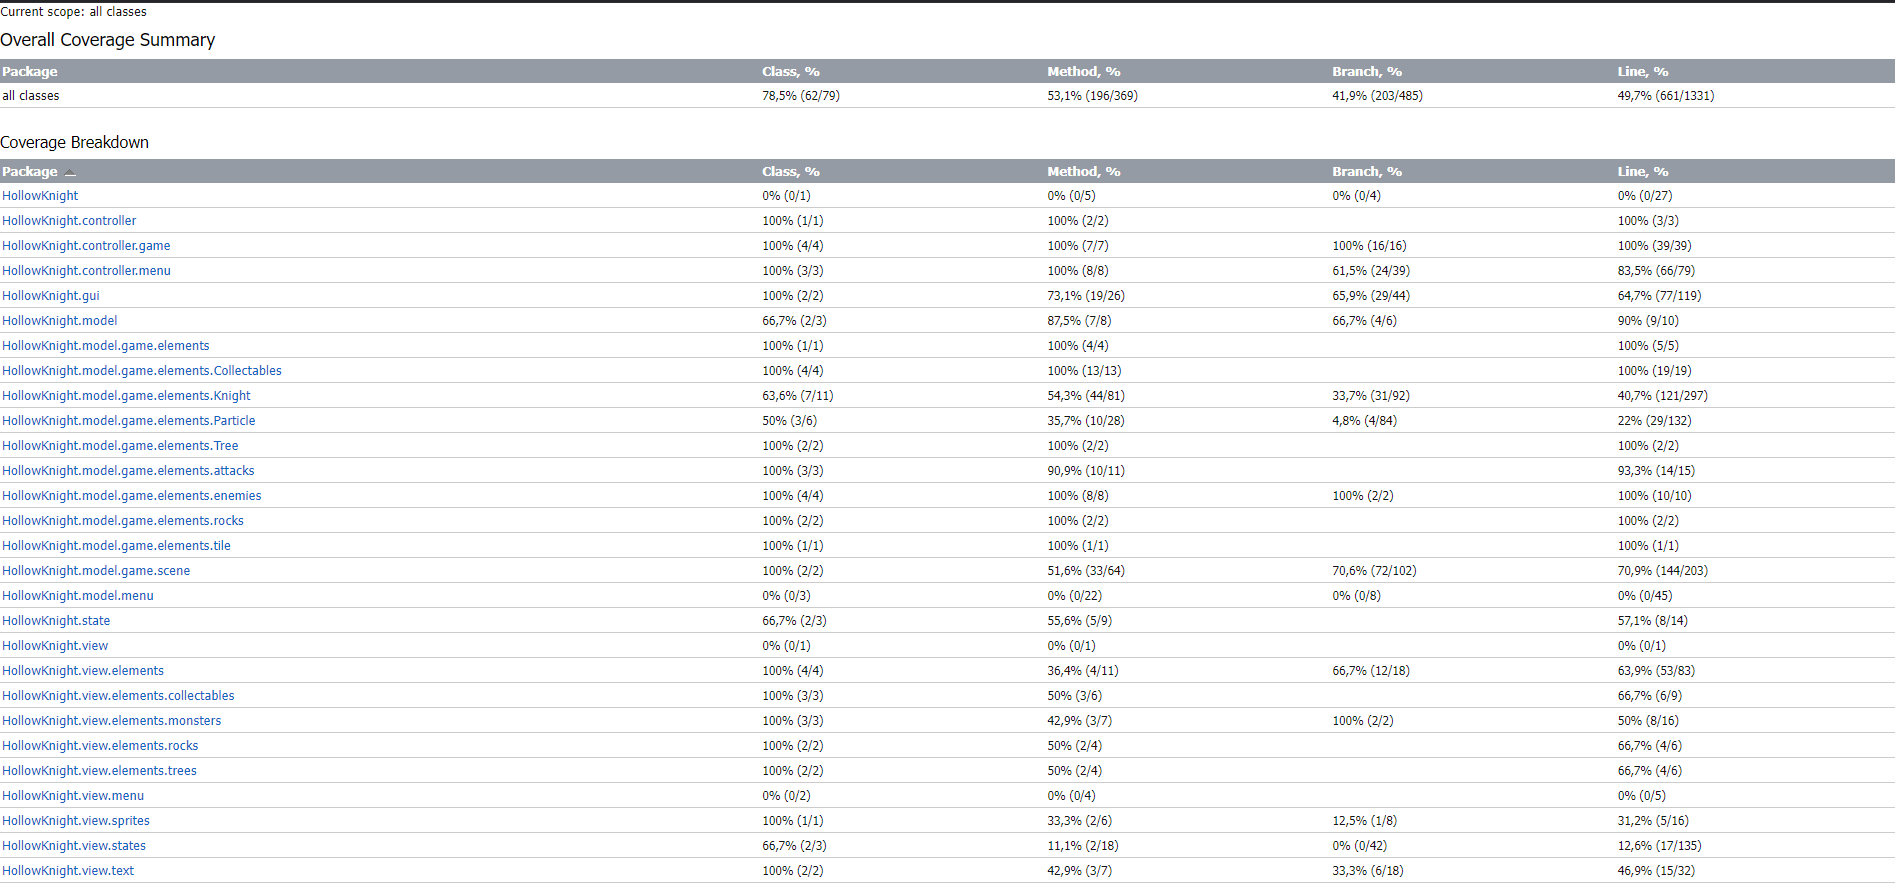 Current scope: all classes
Overall Coverage Summary
Package Class, % Method, % Branch, % Line, %
all classes 78,5% (62/79) 53,1% (196/369) 41,9% (203/485) 49,7% (661/1331)
Coverage Breakdown
Package Class, % Method, % Branch, % Line, %
HollowKnight 0% (0/1) 0% (0/5) 0% (0/4) 0% (0/27)
HollowKnight.controller 100% (1/1) 100% (2/2) 100% (3/3)
HollowKnight.controller.game 100% (4/4) 100% (7/7) 100% (16/16) 100% (39/39)
HollowKnight.controller.menu 100% (3/3) 100% (8/8) 61,5% (24/39) 83,5% (66/79)
HollowKnight.gui 100% (2/2) 73,1% (19/26) 65,9% (29/44) 64,7% (77/119)
HollowKnight.model 66,7% (2/3) 87,5% (7/8) 66,7% (4/6) 90% (9/10)
HollowKnight.model.game.elements 100% (1/1) 100% (4/4) 100% (5/5)
HollowKnight.model.game.elements.Collectables 100% (4/4) 100% (13/13) 100% (19/19)
HollowKnight.model.game.elements.Knight 63,6% (7/11) 54,3% (44/81) 33,7% (31/92) 40,7% (121/297)
HollowKnight.model.game.elements.Particle 50% (3/6) 35,7% (10/28) 4,8% (4/84) 22% (29/132)
HollowKnight.model.game.elements.Tree 100% (2/2) 100% (2/2) 100% (2/2)
HollowKnight.model.game.elements.attacks 100% (3/3) 90,9% (10/11) 93,3% (14/15)
HollowKnight.model.game.elements.enemies 100% (4/4) 100% (8/8) 100% (2/2) 100% (10/10)
HollowKnight.model.game.elements.rocks 100% (2/2) 100% (2/2) 100% (2/2)
HollowKnight.model.game.elements.tile 100% (1/1) 100% (1/1) 100% (1/1)
HollowKnight.model.game.scene 100% (2/2) 51,6% (33/64) 70,6% (72/102) 70,9% (144/203)
HollowKnight.model.menu 0% (0/3) 0% (0/22) 0% (0/8) 0% (0/45)
HollowKnight.state 66,7% (2/3) 55,6% (5/9) 57,1% (8/14)
HollowKnight.view 0% (0/1) 0% (0/1) 0% (0/1)
HollowKnight.view.elements 100% (4/4) 36,4% (4/11) 66,7% (12/18) 63,9% (53/83)
HollowKnight.view.elements.collectables 100% (3/3) 50% (3/6) 66,7% (6/9)
HollowKnight.view.elements.monsters 100% (3/3) 42,9% (3/7) 100% (2/2) 50% (8/16)
HollowKnight.view.elements.rocks 100% (2/2) 50% (2/4) 66,7% (4/6)
HollowKnight.view.elements.trees 100% (2/2) 50% (2/4) 66,7% (4/6)
HollowKnight.view.menu 0% (0/2) 0% (0/4) 0% (0/5)
HollowKnight.view.sprites 100% (1/1) 33,3% (2/6) 12,5% (1/8) 31,2% (5/16)
HollowKnight.view.states 66,7% (2/3) 11,1% (2/18) 0% (0/42) 12,6% (17/135)
HollowKnight.view.text 100% (2/2) 42,9% (3/7) 33,3% (6/18) 46,9% (15/32)